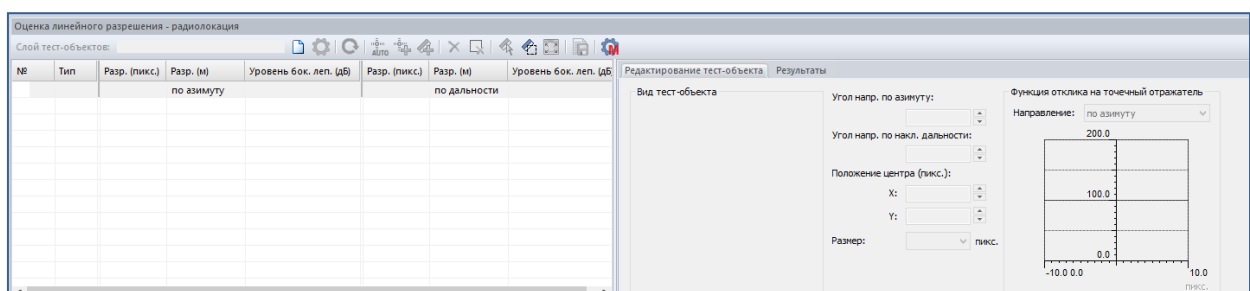 Оценка линейного разрешения - радиолокация
Слой тест-объектов:
AUTO
M
№ Тип Разр. (пикс.) Разр. (м) Уровень бок. леп. (дБ) Разр. (пикс.) Разр. (м) Уровень бок. леп. (дБ
по азимуту по дальности
Редактирование тест-объекта Результаты
Вид тест-объекта
Угол напр. по азимуту:
Угол напр. по накл. дальности:
Положение центра (пикс.):
X:
Y:
Размер: пикс.
Функция отклика на точечный отражатель
Направление: по азимуту
200.0
100.0
0.0
-10.0 0.0 10.0
пикс.